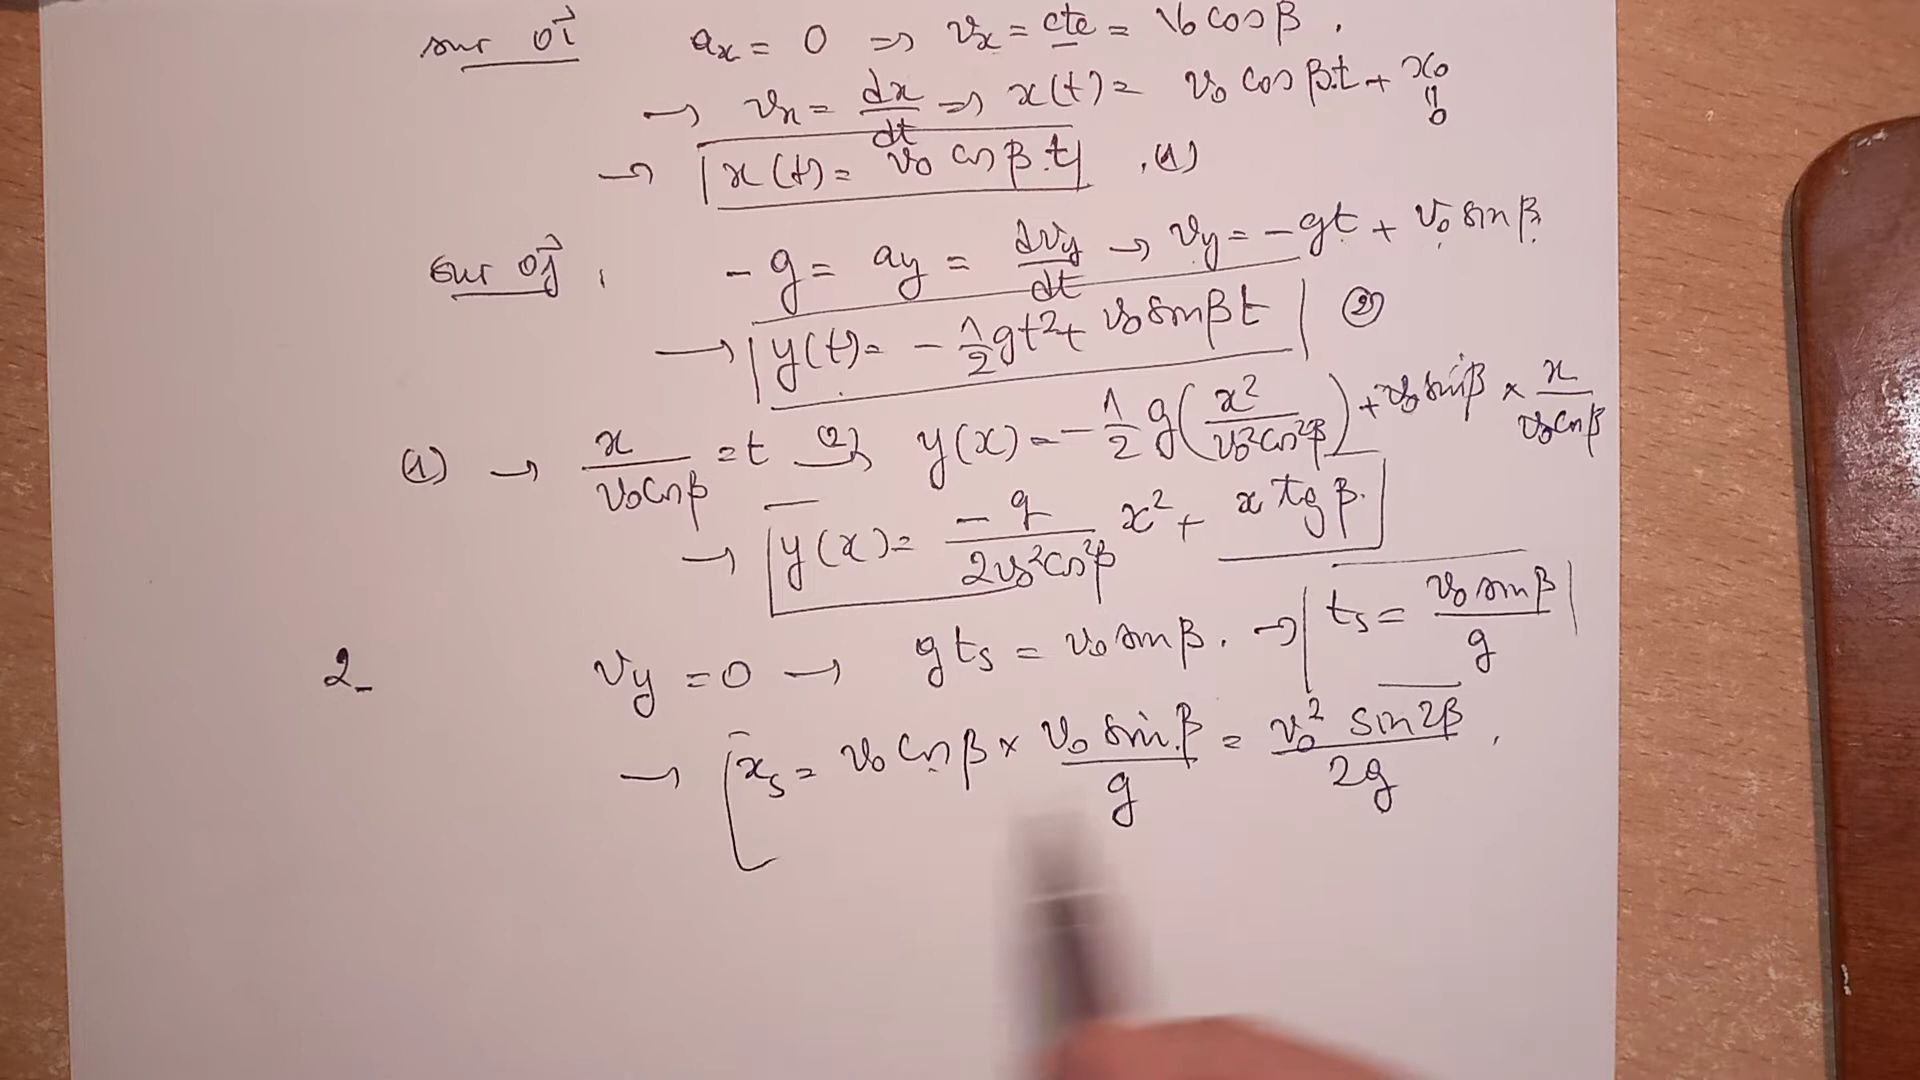 sur oi⃗ ax = 0 => vx = cte = v0 cos β .
→ vx = dx/dt => x(t) = v0 cos β.t + x0 = 0
→ x(t) = v0 cos β.t . (1)
sur oj⃗ : - g = ay = dvy/dt → vy = - gt + v0 sin β.
→ y(t) = - 1/2 gt² + v0 sin β t (2)
(1) → x/(v0 cos β) = t (2)→ y(x) = - 1/2 g(x²/(v0² cos²β)) + v0 sin β × x/(v0 cos β)
→ y(x) = - g/(2v0² cos²β) x² + x tg β.
2_ vy = 0 → g ts = v0 sin β. → ts = v0 sin β/g
→ xs = v0 cos β × v0 sin β/g = v0² sin 2β/2g .